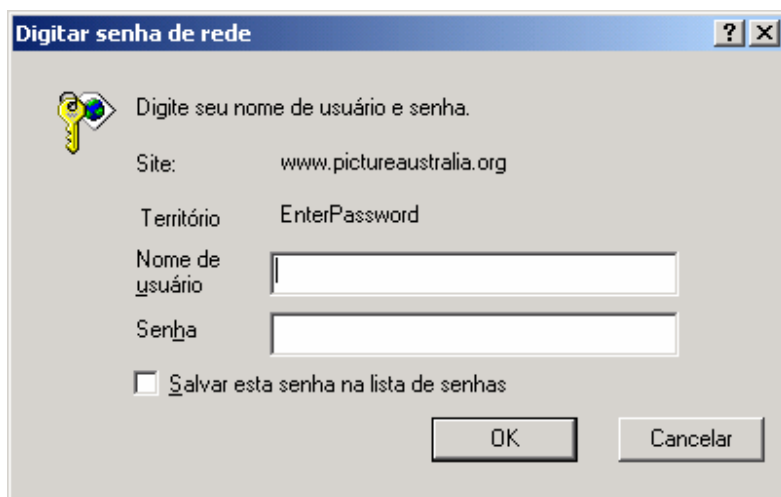 Digitar senha de rede
Digite seu nome de usuário e senha.
Site: www.pictureaustralia.org
Território EnterPassword
Nome de
usuário
Senha
Salvar esta senha na lista de senhas
OK Cancelar